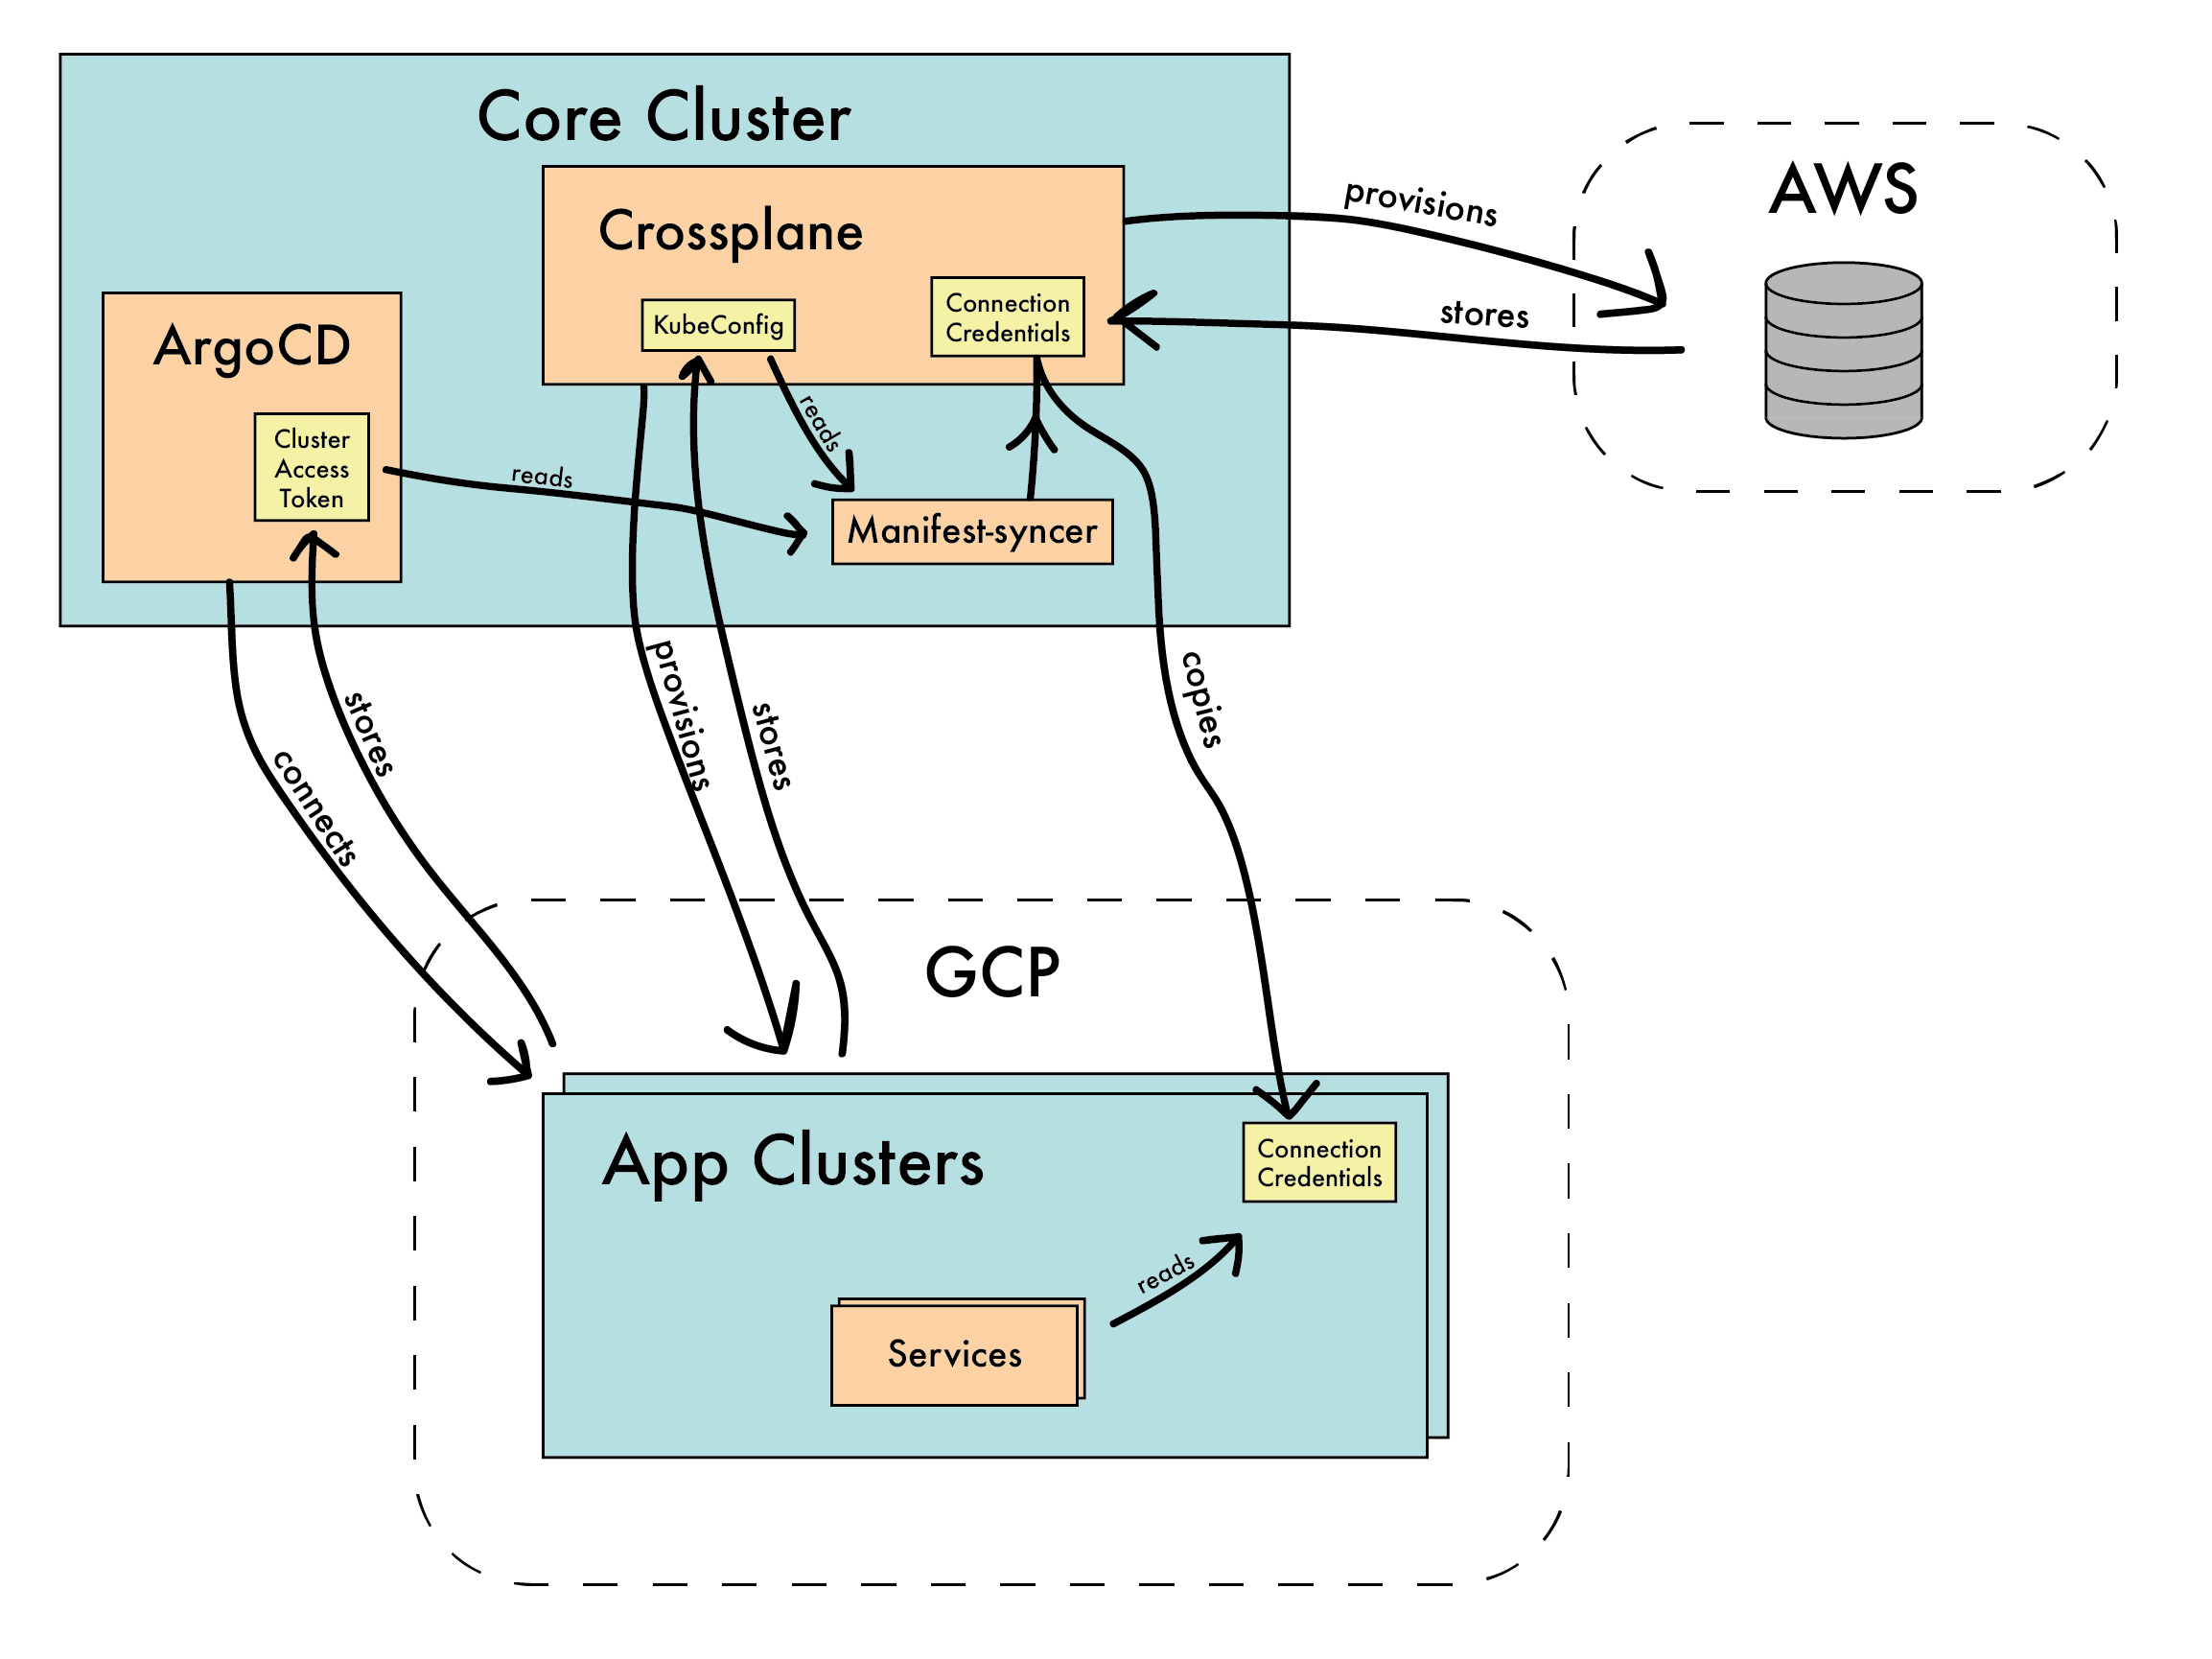 Core Cluster
Crossplane
KubeConfig
Connection
Credentials
ArgoCD
Cluster
Access
Token
reads
reads
Manifest-syncer
provisions
stores
AWS
connects
stores
provisions
stores
copies
GCP
App Clusters
Connection
Credentials
reads
Services